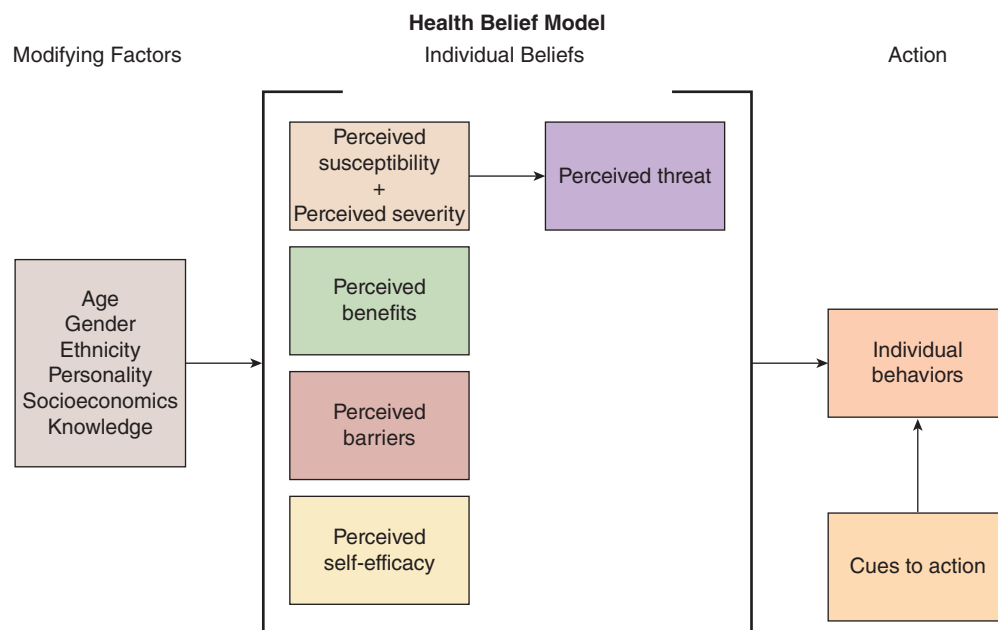 Health Belief Model
Modifying Factors
Individual Beliefs
Action
Perceived
susceptibility
+
Perceived severity
Perceived threat
Perceived
benefits
Age
Gender
Ethnicity
Personality
Socioeconomics
Knowledge
Individual
behaviors
Perceived
barriers
Perceived
self-efficacy
Cues to action